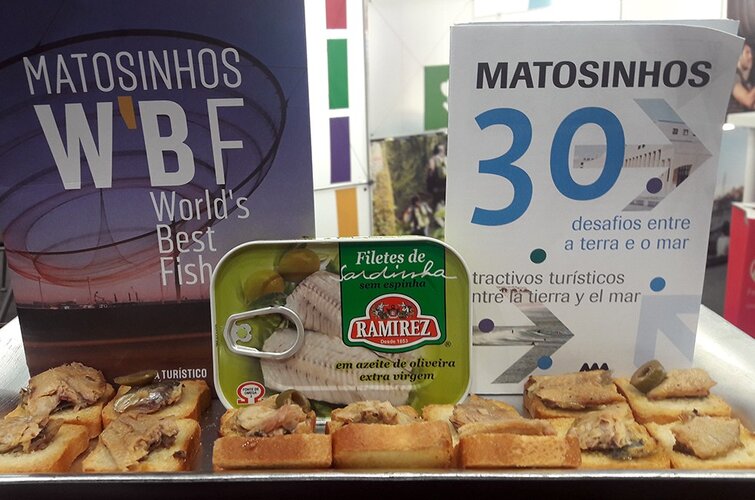 MATOSINHOS
W'BF
World's
Best
Fish
TURÍSTICO
Filetes de
Sardinha
sem espinha
RAMIREZ
Desde 1853
em azeite de oliveira
extra virgem
MATOSINHOS
30
desafios entre
a terra e o mar
tractivos turísticos
ntre la tierra y el mar